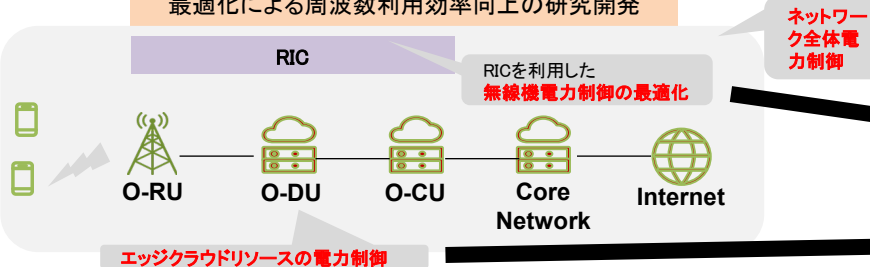 最適化による周波数利用効率向上の研究開発
ネットワー
ク全体電
力制御
RIC
RICを利用した
無線機電力制御の最適化
O-RU
O-DU
O-CU
Core
Network
Internet
エッジクラウドリソースの電力制御